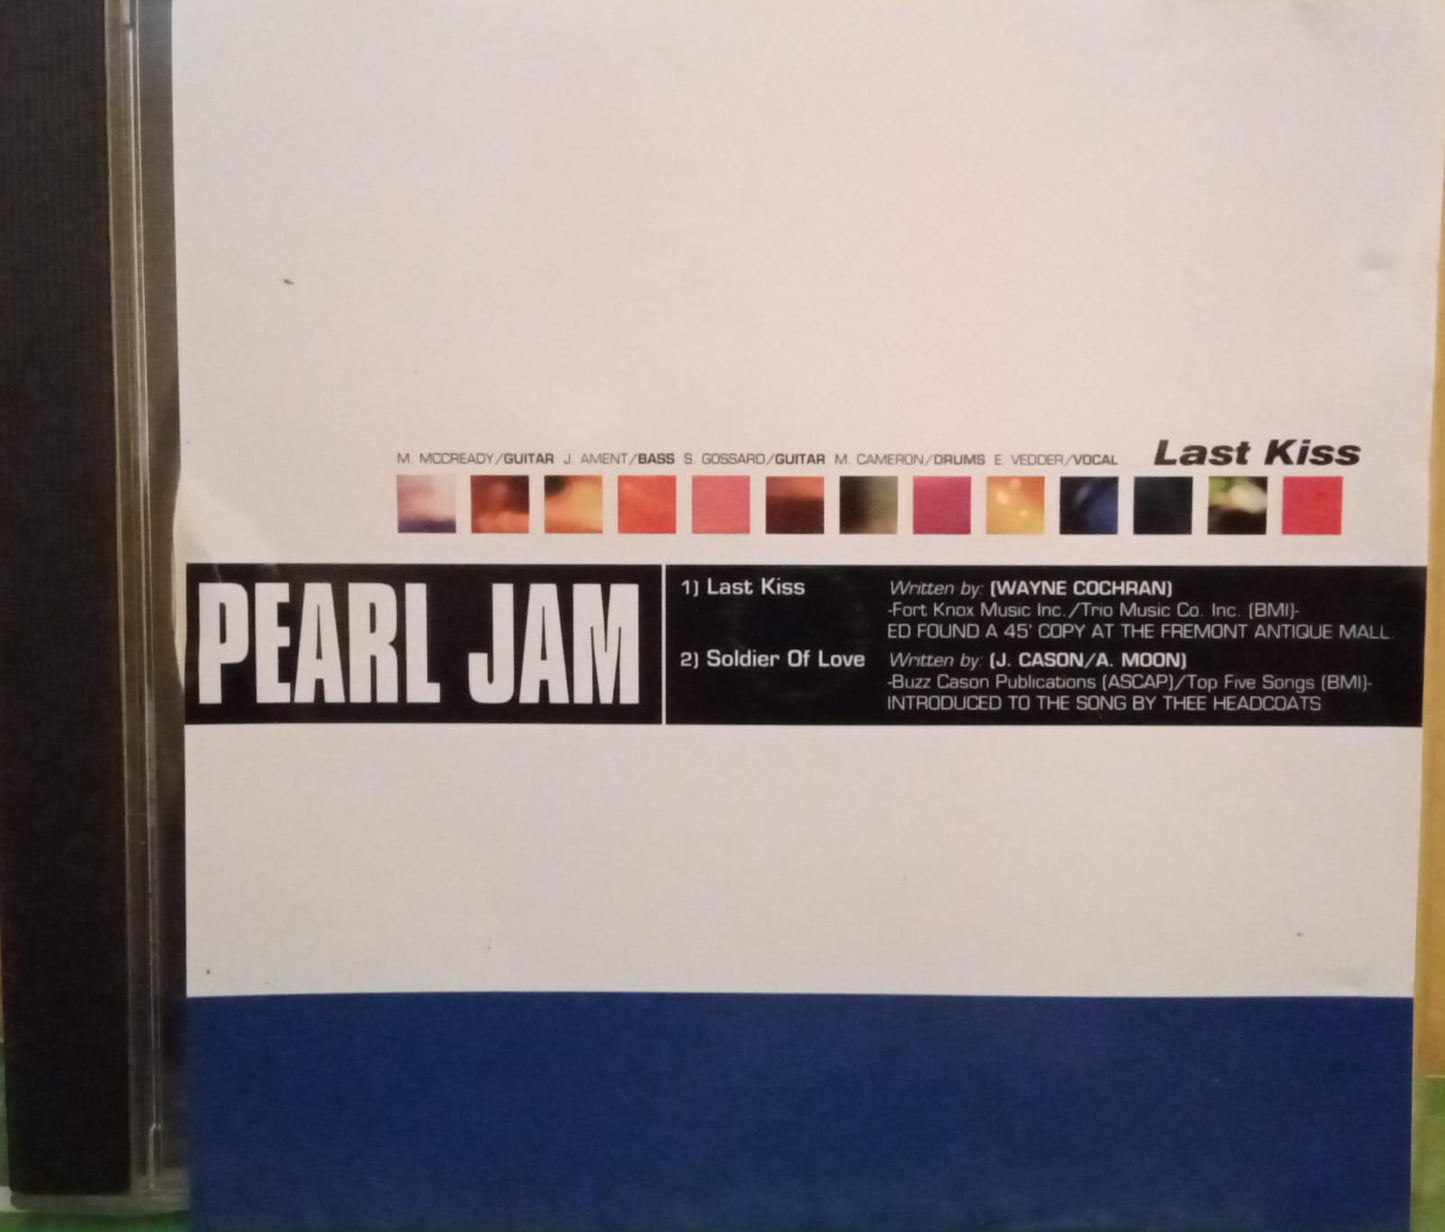 M. MCCREADY/GUITAR J. AMENT/BASS S. GOSSARD/GUITAR M. CAMERON/DRUMS E. VEDDER/VOCAL Last Kiss
PEARL JAM
1) Last Kiss Written by: (WAYNE COCHRAN)
-Fort Knox Music Inc./Trio Music Co. Inc. (BMI)-
ED FOUND A 45' COPY AT THE FREMONT ANTIQUE MALL.
2) Soldier Of Love Written by: (J. CASON/A. MOON)
-Buzz Cason Publications (ASCAP)/Top Five Songs (BMI)-
INTRODUCED TO THE SONG BY THEE HEADCOATS